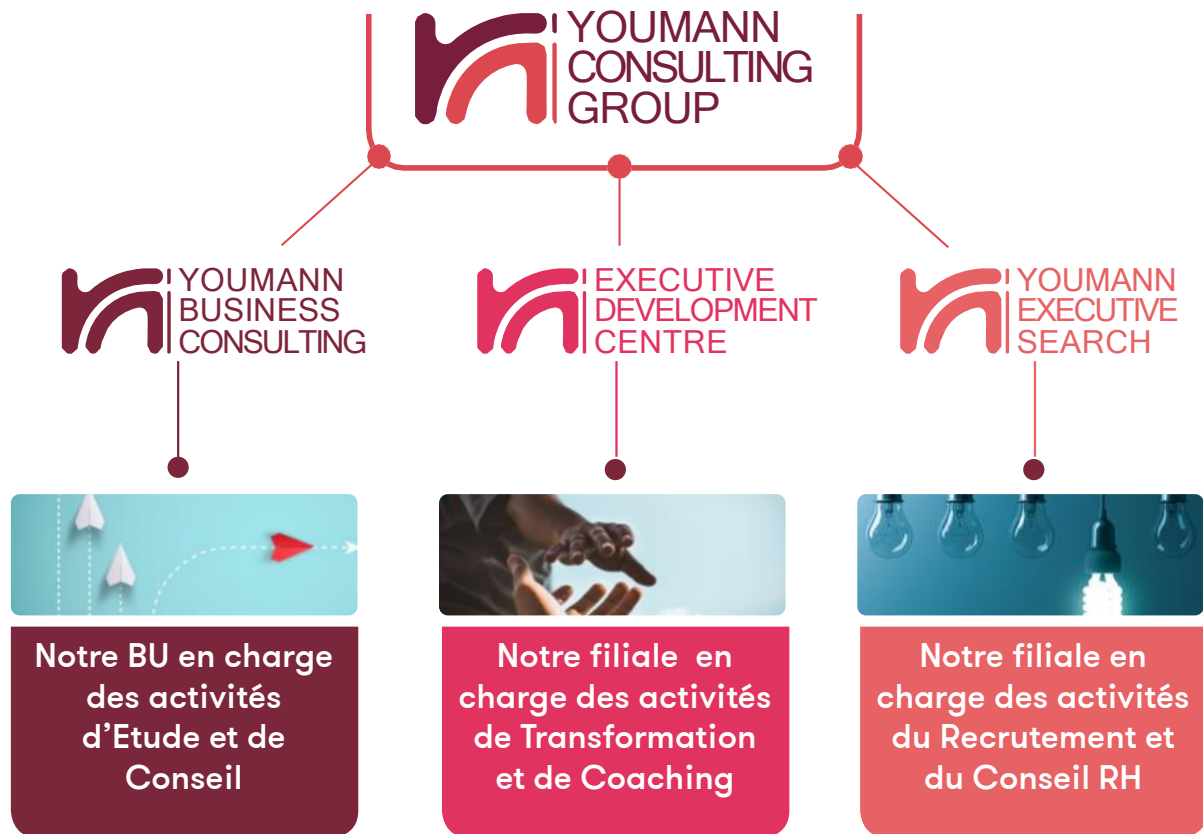 YOUMANN
CONSULTING
GROUP
YOUMANN
BUSINESS
CONSULTING
EXECUTIVE
DEVELOPMENT
CENTRE
YOUMANN
EXECUTIVE
SEARCH
Notre BU en charge
des activités
d’Etude et de
Conseil
Notre filiale en
charge des activités
de Transformation
et de Coaching
Notre filiale en
charge des activités
du Recrutement et
du Conseil RH